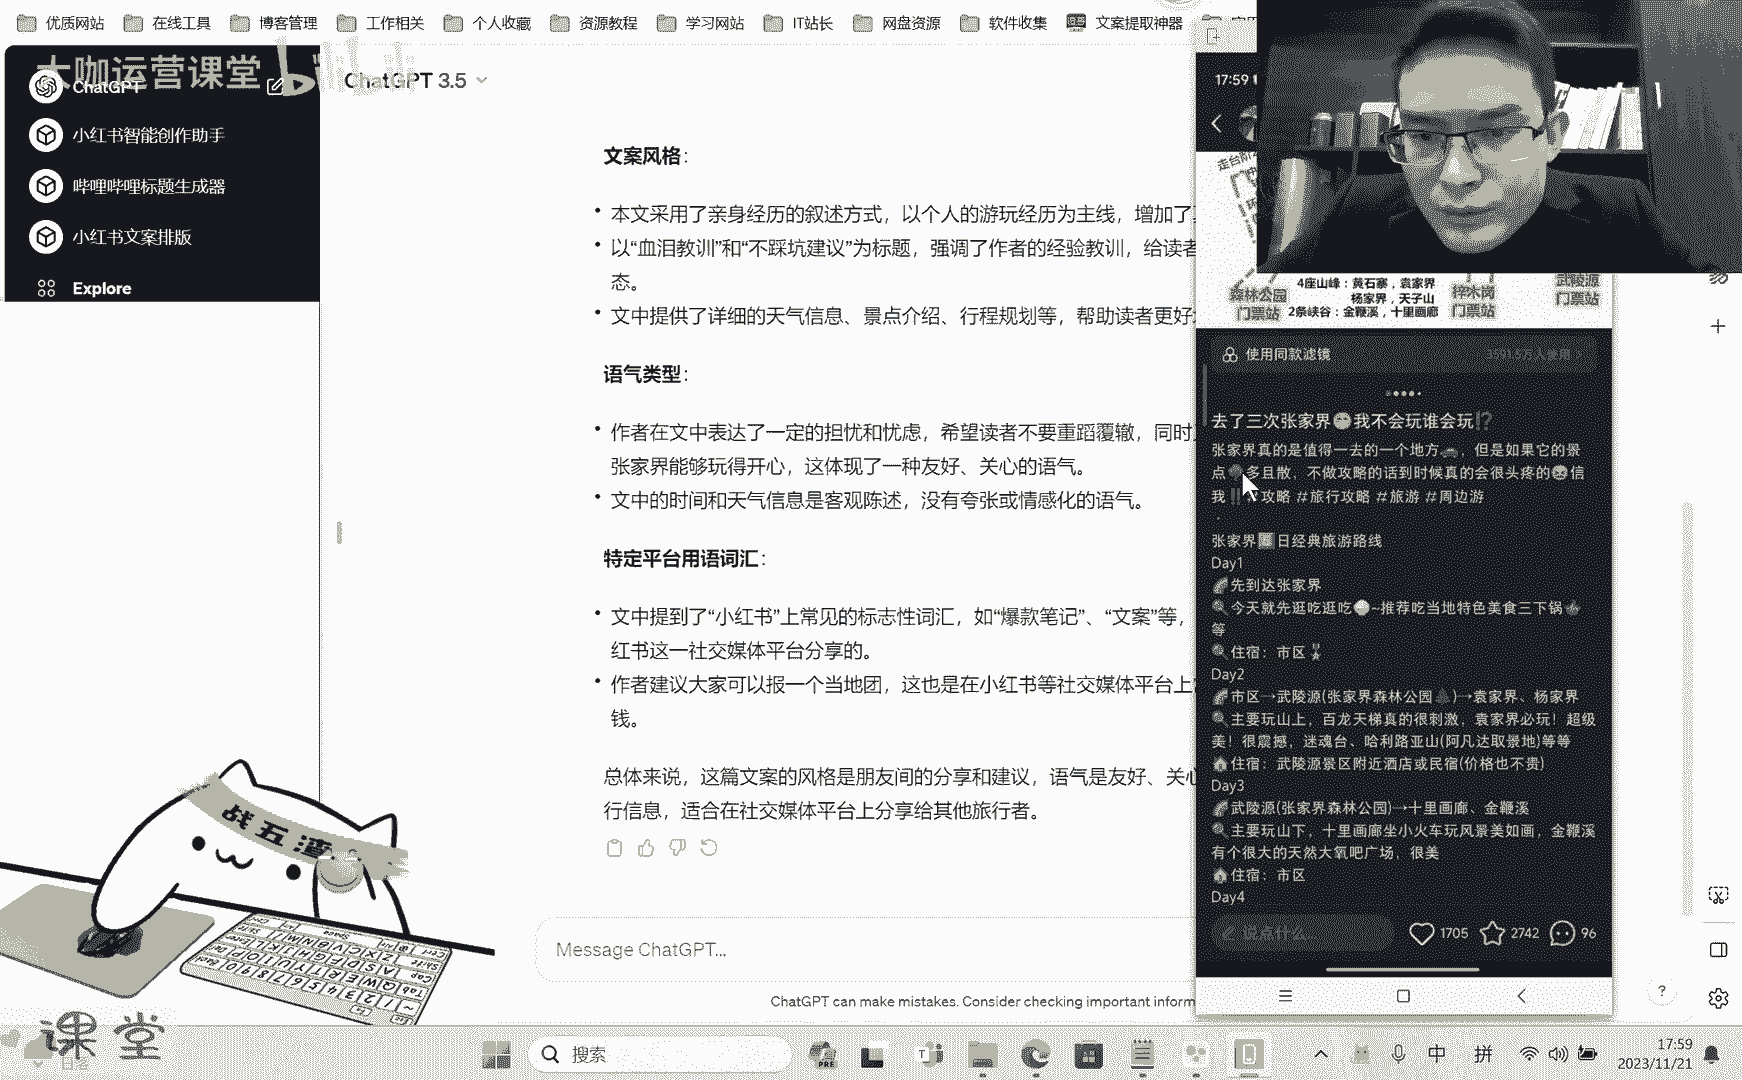 优质网站
在线工具
博客管理
工作相关
个人收藏
资源教程
学习网站
IT站长
网盘资源
软件收集
文案提取神器
大咖运营课堂
ChatGPT
小红书智能创作助手
哔哩哔哩标题生成器
小红书文案排版
Explore
ChatGPT 3.5
文案风格：
本文采用了亲身经历的叙述方式，以个人的游玩经历为主线，增加了
以“血泪教训”和“不踩坑建议”为标题，强调了作者的经验教训，给读者
态。
文中提供了详细的天气信息、景点介绍、行程规划等，帮助读者更好
语气类型：
作者在文中表达了一定的担忧和忧虑，希望读者不要重蹈覆辙，同时
张家界能够玩得开心，这体现了一种友好、关心的语气。
文中的时间和天气信息是客观陈述，没有夸张或情感化的语气。
特定平台用语词汇：
文中提到了“小红书”上常见的标志性词汇，如“爆款笔记”、“文案”等，
红书这一社交媒体平台分享的。
作者建议大家可以报一个当地团，这也是在小红书等社交媒体平台上
钱。
总体来说，这篇文案的风格是朋友间的分享和建议，语气是友好、关心
行信息，适合在社交媒体平台上分享给其他旅行者。
Message ChatGPT...
ChatGPT can make mistakes. Consider checking important inform
17:59
森林公园
门票站
4座山峰：黄石寨，袁家界
杨家界，天子山
2条峡谷：金鞭溪，十里画廊
梓木岗
门票站
武陵源
门票站
使用同款滤镜
3591.5万人使用
去了三次张家界😁我不会玩谁会玩⁉️
张家界真的是值得一去的一个地方，但是如果它的景
点多且散，不做攻略的话到时候真的会很头疼的信
我‼️#攻略 #旅行攻略 #旅游 #周边游
张家界日经典旅游路线
Day1
🌈先到达张家界
🔍今天就先逛吃逛吃~推荐吃当地特色美食三下锅
等
🔍住宿：市区
Day2
🌈市区→武陵源(张家界森林公园🌲)→袁家界、杨家界
🔍主要玩山上，百龙天梯真的很刺激，袁家界必玩！超级
美！很震撼，迷魂台、哈利路亚山(阿凡达取景地)等等
🏠住宿：武陵源景区附近酒店或民宿(价格也不贵)
Day3
🌈武陵源(张家界森林公园)→十里画廊、金鞭溪
🔍主要玩山下，十里画廊坐小火车玩风景美如画，金鞭溪
有个很大的天然大氧吧广场，很美
🏠住宿：市区
Day4
说点什么...
1705
2742
96
战五渣
课堂
搜索
中
拼
17:59
2023/11/21